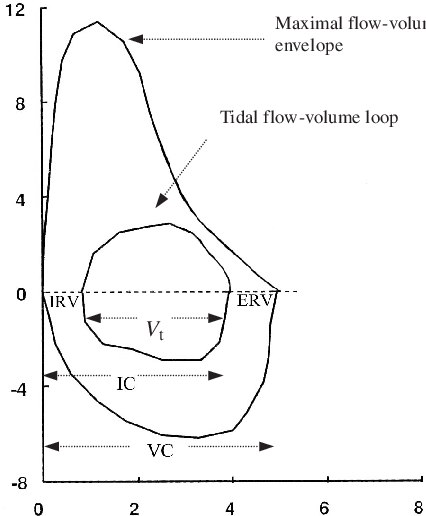 12
Maximal flow-volu
envelope
8
Tidal flow-volume loop
4
0
IRV
ERV
Vt
-4
IC
VC
-8
0 2 4 6 8